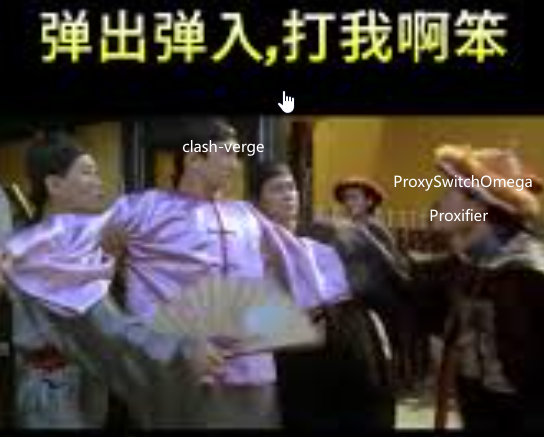 弹出弹入,打我啊笨
clash-verge
ProxySwitchOmega
Proxifier